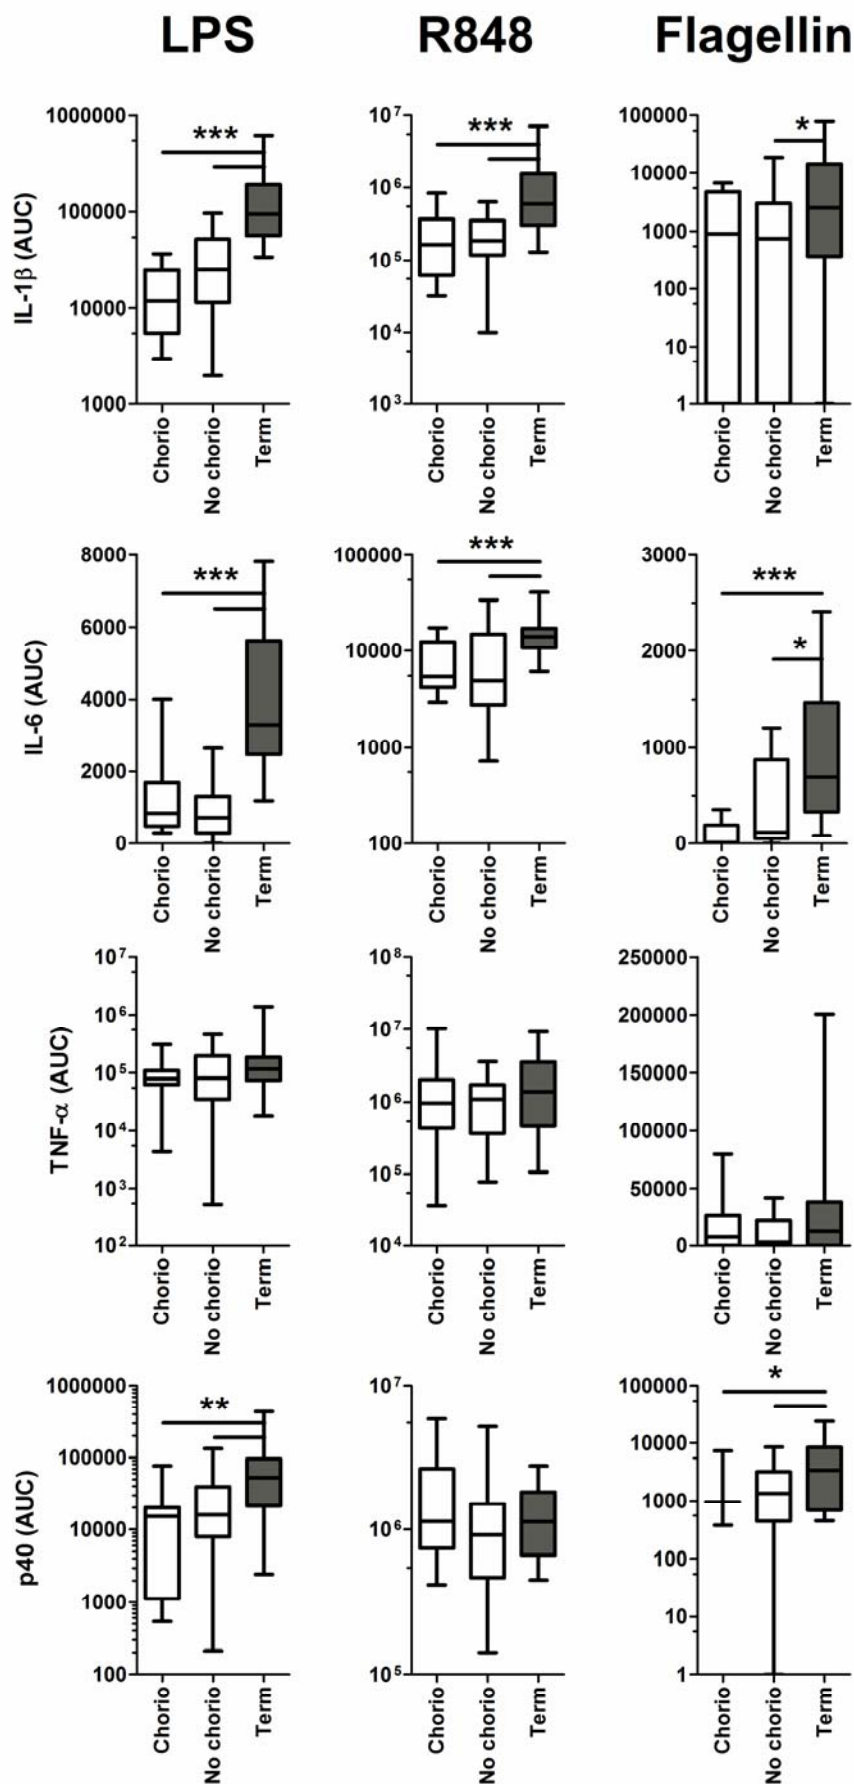 LPS R848 Flagellin
IL-1β (AUC)
1000000
100000
10000
1000
***
Chorio
No chorio
Term
10⁷
10⁶
10⁵
10⁴
10³
***
Chorio
No chorio
Term
100000
10000
1000
100
10
1
*
Chorio
No chorio
Term
IL-6 (AUC)
8000
6000
4000
2000
0
***
Chorio
No chorio
Term
100000
10000
1000
100
***
Chorio
No chorio
Term
3000
2000
1000
0
***
*
Chorio
No chorio
Term
TNF-α (AUC)
10⁷
10⁶
10⁵
10⁴
10³
10²
Chorio
No chorio
Term
10⁸
10⁷
10⁶
10⁵
10⁴
Chorio
No chorio
Term
250000
200000
150000
100000
50000
0
Chorio
No chorio
Term
p40 (AUC)
1000000
100000
10000
1000
100
**
Chorio
No chorio
Term
10⁷
10⁶
10⁵
Chorio
No chorio
Term
100000
10000
1000
100
10
1
*
Chorio
No chorio
Term